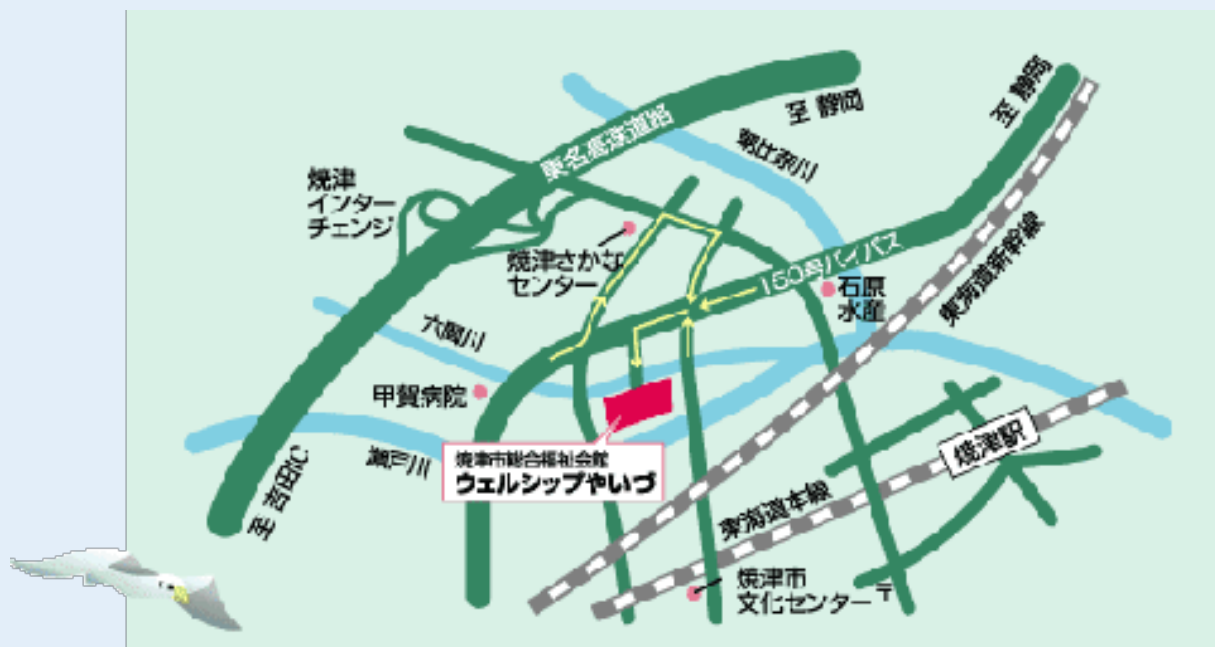 至 静岡
至 静岡
東名高速道路
朝比奈川
焼津
インター
チェンジ
150号バイパス
東海道新幹線
焼津さかな
センター
石原
水産
六間川
甲賀病院
瀬戸川
焼津駅
焼津市総合福祉会館
ウェルシップやいづ
至 吉田IC
東海道本線
焼津市
文化センター
〒